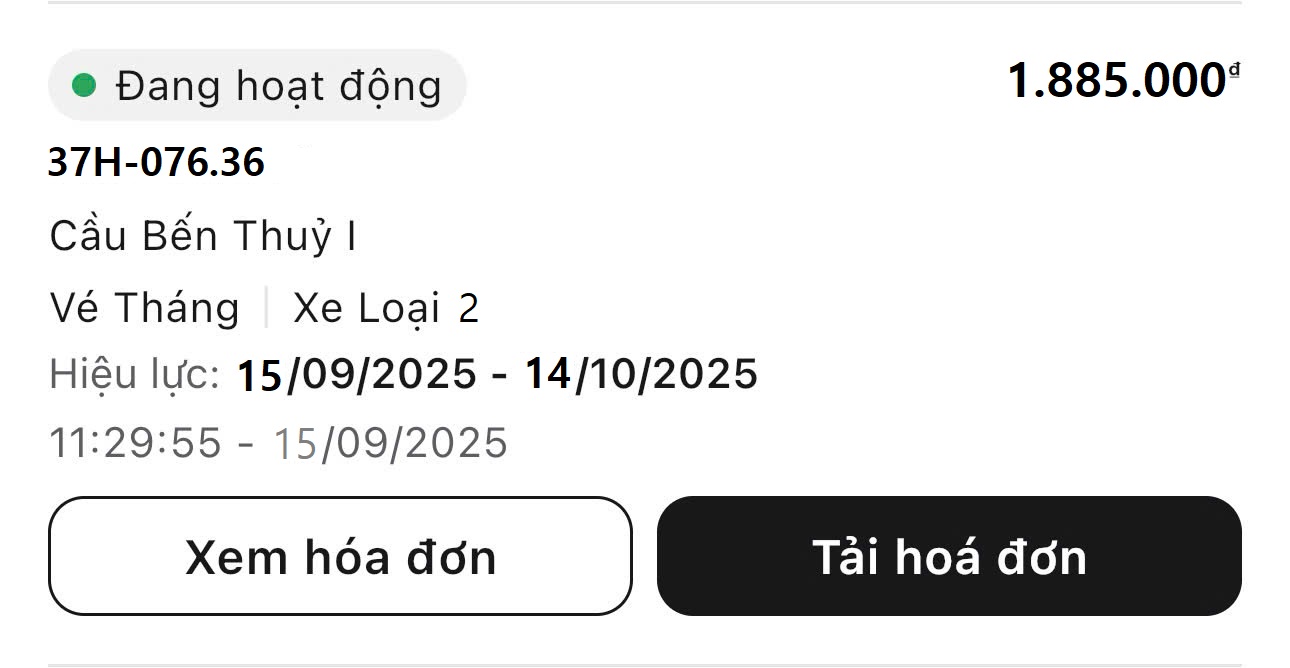 Đang hoạt động 1.885.000đ
37H-076.36
Cầu Bến Thuỷ I
Vé Tháng | Xe Loại 2
Hiệu lực: 15/09/2025 - 14/10/2025
11:29:55 - 15/09/2025
Xem hóa đơn Tải hoá đơn